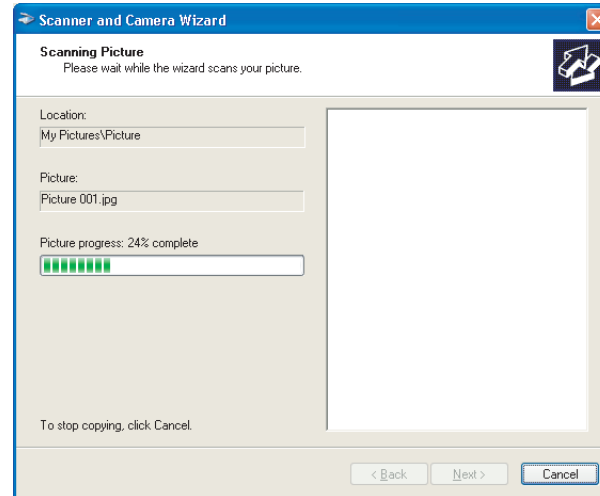 Scanner and Camera Wizard
Scanning Picture
Please wait while the wizard scans your picture.
Location:
My Pictures\Picture
Picture:
Picture 001.jpg
Picture progress: 24% complete
To stop copying, click Cancel.
< Back
Next >
Cancel